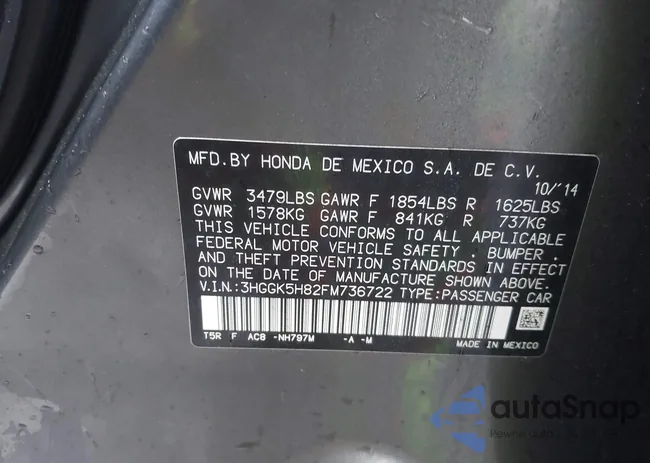 MFD.BY HONDA DE MEXICO S.A. DE C.V.
10/'14
GVWR 3479LBS GAWR F 1854LBS R 1625LBS
GVWR 1578KG GAWR F 841KG R 737KG
THIS VEHICLE CONFORMS TO ALL APPLICABLE
FEDERAL MOTOR VEHICLE SAFETY . BUMPER .
AND THEFT PREVENTION STANDARDS IN EFFECT
ON THE DATE OF MANUFACTURE SHOWN ABOVE.
V.I.N.:3HGGK5H82FM736722 TYPE:PASSENGER CAR
T5R F AC8 -NH797M -A -M
MADE IN MEXICO
autaSnap